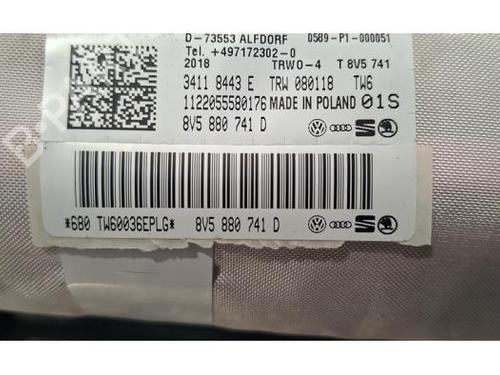 D-73553 ALFDORF 0589-P1-000051
Tel. +497172302-0
2018 TRWO-4 T 8V5 741
3411 8443 E TRW 080118 TW6
1122055580176 MADE IN POLAND 01S
8V5 880 741 D
*680 TW60036EPLG* 8V5 880 741 D